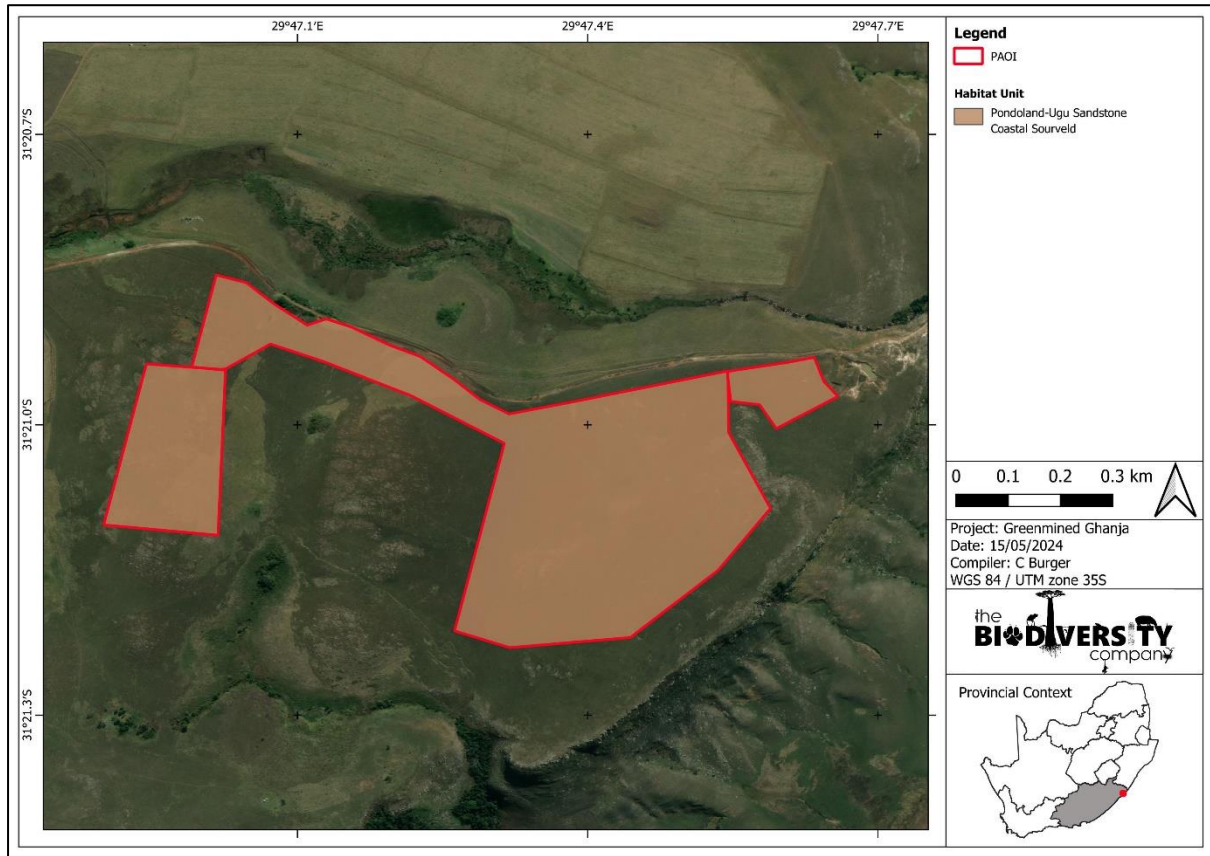 29°47.1'E
29°47.4'E
29°47.7'E
31°20.7'S
31°21.0'S
31°21.3'S
Legend
PAOI
Habitat Unit
Pondoland-Ugu Sandstone
Coastal Sourveld
0 0.1 0.2 0.3 km
Project: Greenmined Ghanja
Date: 15/05/2024
Compiler: C Burger
WGS 84 / UTM zone 35S
the
BIODIVERSITY
company
Provincial Context